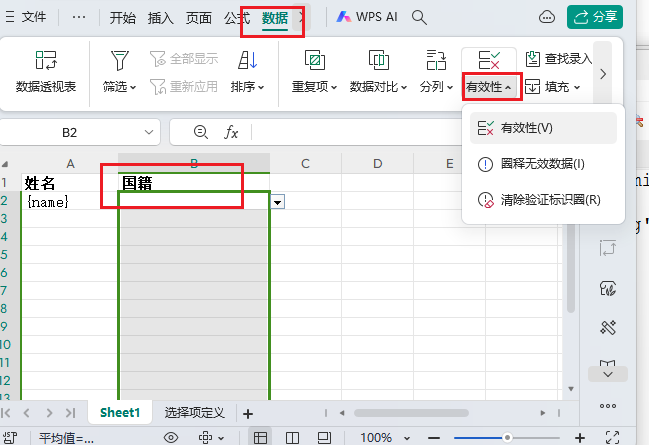 文件 ··· 开始 插入 页面 公式 数据 WPS AI 分享
数据透视表 筛选 全部显示 重新应用 排序 重复项 数据对比 分列 有效性 查找录入 填充
B2 fx
有效性(V)
圈释无效数据(I)
清除验证标识圈(R)
A B C D E
1 姓名 国籍
2 {name}
3
4
5
6
7
8
9
10
11
12
13
Sheet1 选择项定义 +
平均值=... 100%